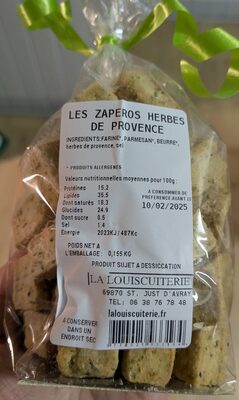 LES ZAPEROS HERBES
DE PROVENCE
INGREDIENTS:FARINE*, PARMESAN*, BEURRE*,
herbes de provence, sel
* PRODUITS ALLERGENES
Valeurs nutritionnelles moyennes pour 100g :
Protéines 15.2
Lipides 35.5
Dont saturés 18.3
Glucides 24.9
Dont sucre 0.5
Sel 1.4
Energie 2023KJ/487Kc
A CONSOMMER DE
PREFERENCE AVANT LE
10/02/2025
POIDS NET A
L'EMBALLAGE : 0,155 KG
PRODUIT SUJET A DESSICCATION
LA LOUISCUITERIE
69870 ST. JUST D'AVRAY
TEL: 06 38 76 78 48
lalouiscuiterie.fr
A CONSERVER
DANS UN
ENDROIT SEC